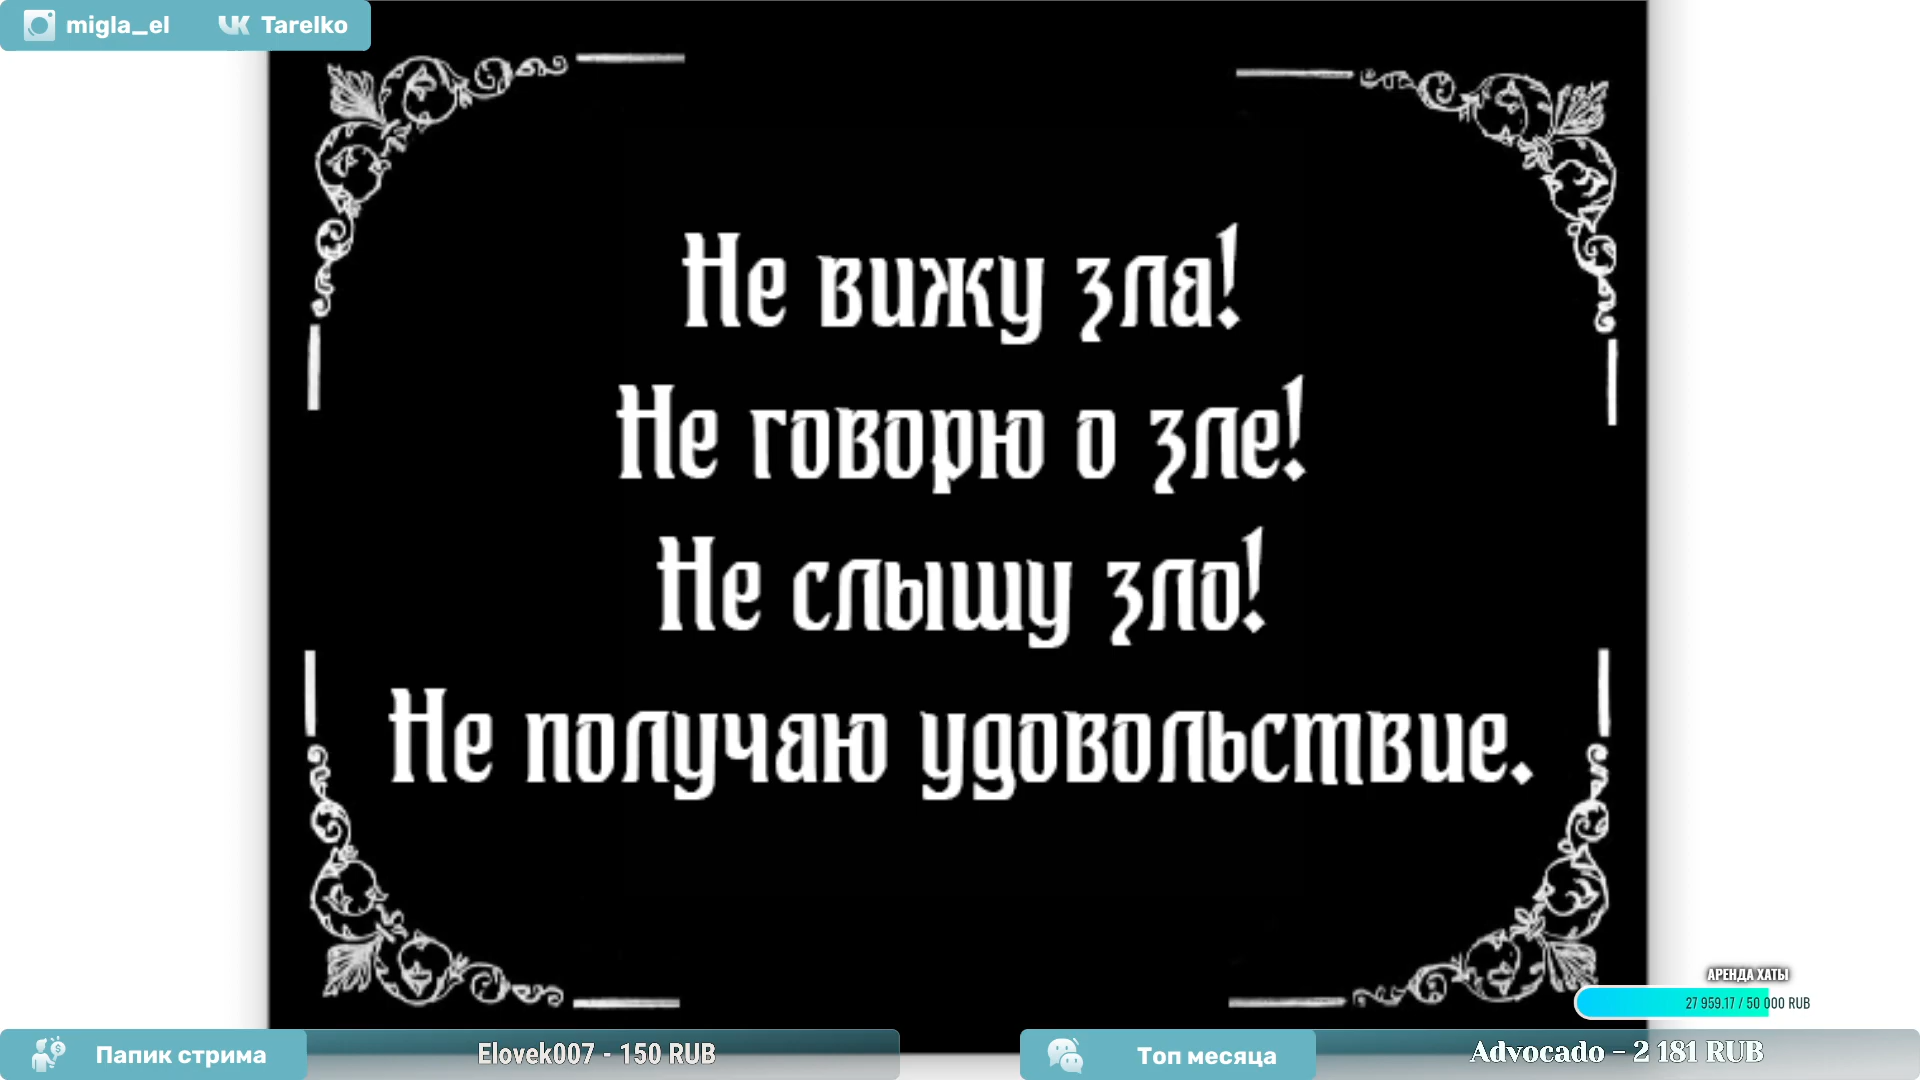 migla_el VK Tarelko
Не вижу зла!
Не говорю о зле!
Не слышу зло!
Не получаю удовольствие.
АРЕНДА ХАТЫ
27 959.17 / 50 000 RUB
Папик стрима Elovek007 - 150 RUB Топ месяца Advocado - 2 181 RUB